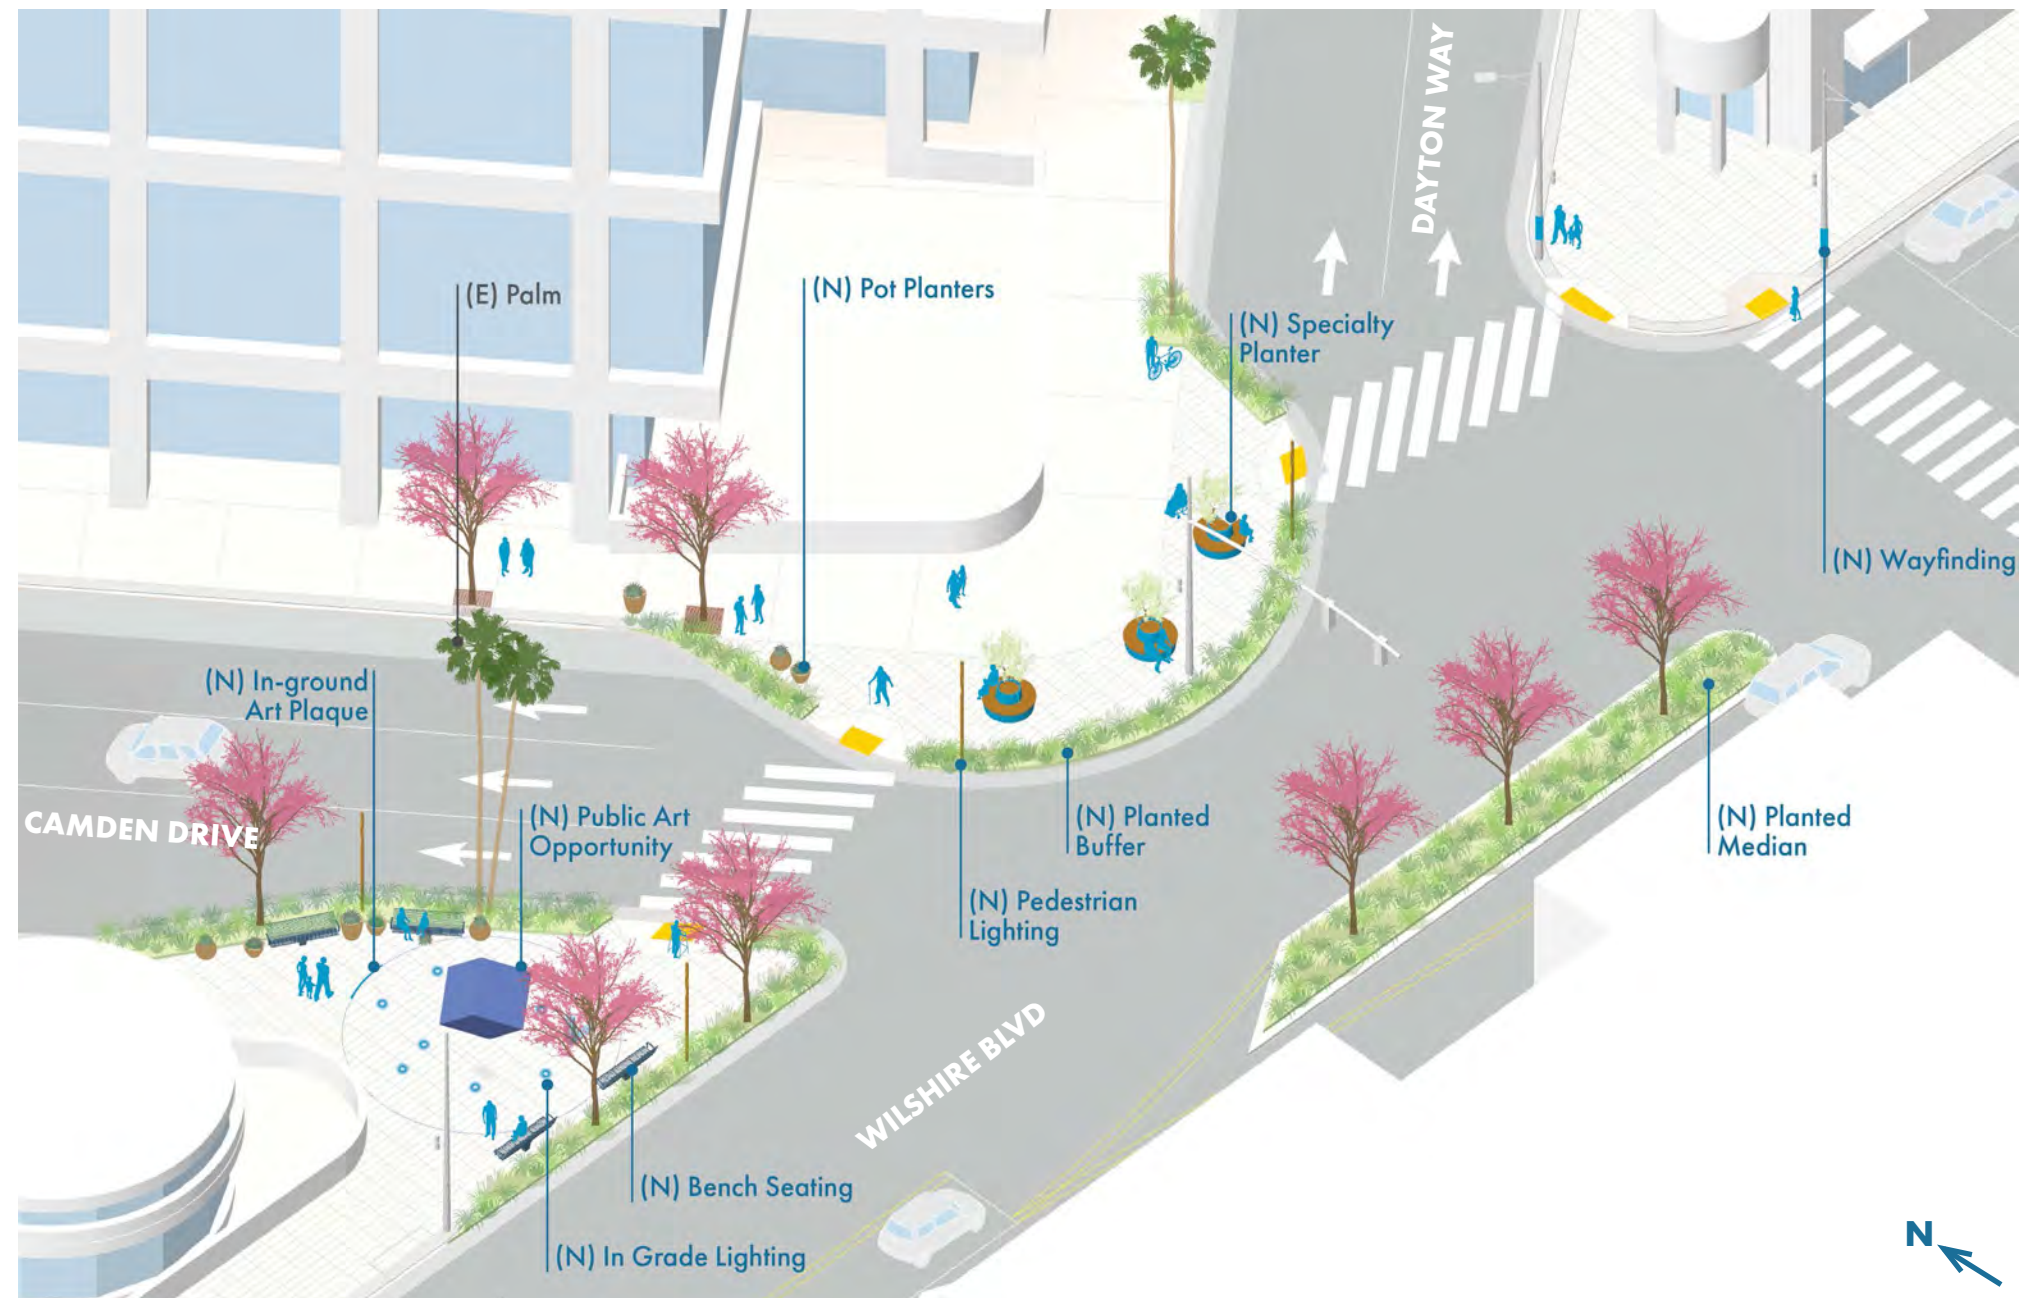 DAYTON WAY
(E) Palm
(N) Pot Planters
(N) Specialty
Planter
(N) Wayfinding
(N) In-ground
Art Plaque
CAMDEN DRIVE
(N) Public Art
Opportunity
(N) Planted
Buffer
(N) Planted
Median
(N) Pedestrian
Lighting
WILSHIRE BLVD
(N) Bench Seating
(N) In Grade Lighting
N